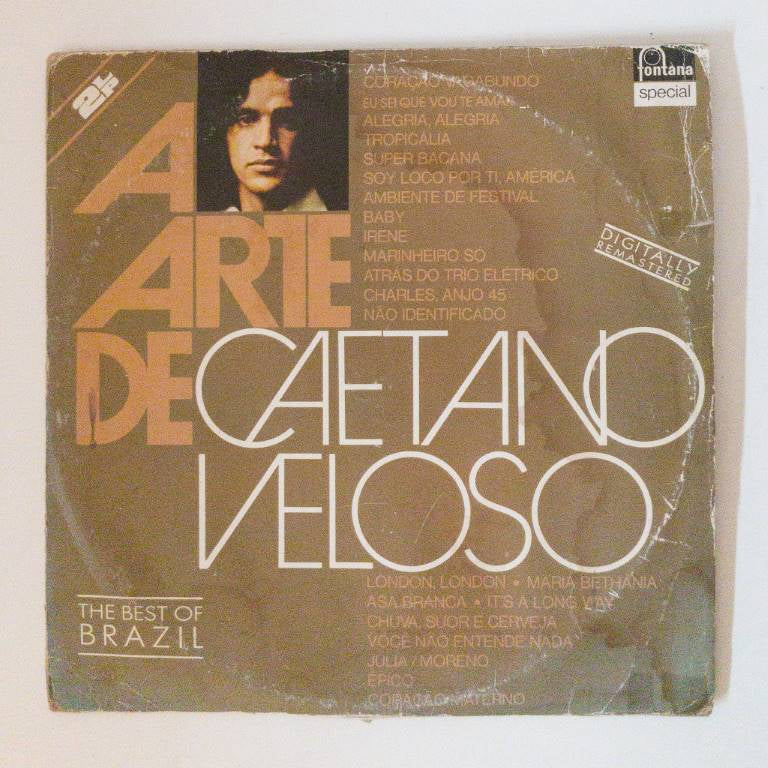 2LP
fontana
special
CORAÇÃO VAGABUNDO
EU SEI QUE VOU TE AMAR
ALEGRIA, ALEGRIA
TROPICÁLIA
SUPER BACANA
SOY LOCO POR TI, AMÉRICA
AMBIENTE DE FESTIVAL
BABY
IRENE
MARINHEIRO SÓ
ATRÁS DO TRIO ELÉTRICO
CHARLES, ANJO 45
NÃO IDENTIFICADO
DIGITALLY
REMASTERED
A
ARTE
DE CAETANO
VELOSO
LONDON, LONDON • MARIA BETHANIA
ASA BRANCA • IT'S A LONG WAY
CHUVA, SUOR E CERVEJA
VOCÊ NÃO ENTENDE NADA
JULIA / MORENO
ÉPICO
CORAÇÃO MATERNO
THE BEST OF
BRAZIL